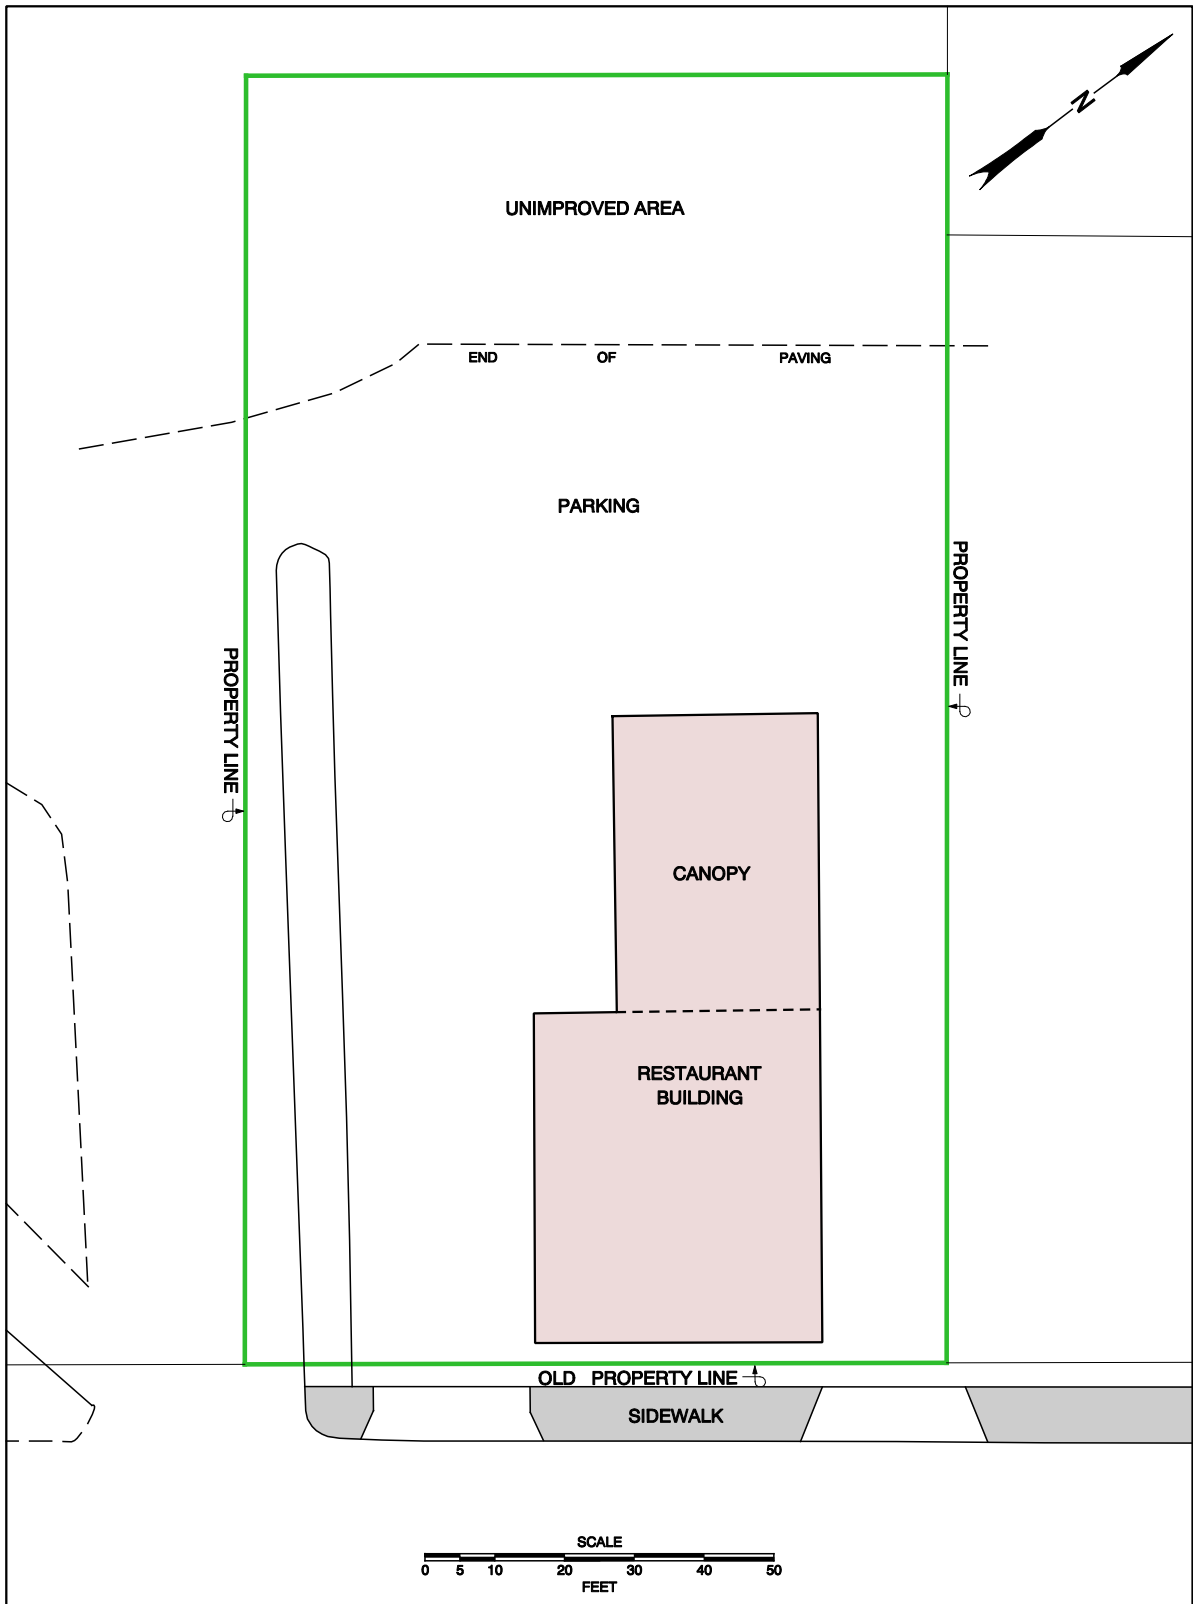 N
UNIMPROVED AREA
END OF PAVING
PARKING
PROPERTY LINE
PROPERTY LINE
CANOPY
RESTAURANT
BUILDING
OLD PROPERTY LINE
SIDEWALK
SCALE
0 5 10 20 30 40 50
FEET